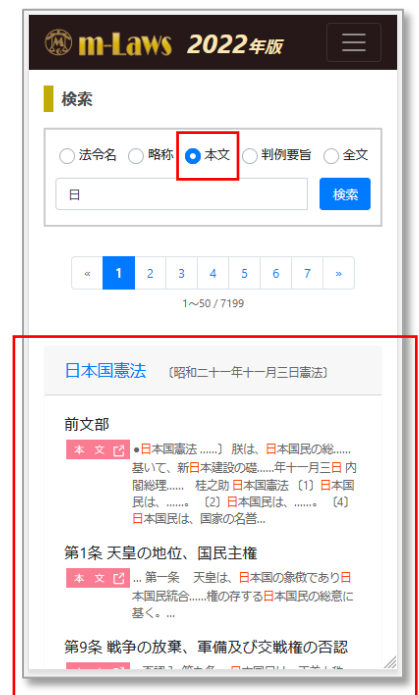 m-Laws 2022年版
検索
法令名 略称 本文 判例要旨 全文
日
検索
« 1 2 3 4 5 6 7 »
1～50 / 7199
日本国憲法 〔昭和二十一年十一月三日憲法〕
前文部
本 文 ●日本国憲法 ......〕 朕は、日本国民の総......
基いて、新日本建設の礎......年十一月三日 内
閣総理...... 桂之助 日本国憲法 〔1〕日本国
民は、......。 〔2〕日本国民は、......。 〔4〕
日本国民は、国家の名誉...
第1条 天皇の地位、国民主権
本 文 ... 第一条 天皇は、日本国の象徴であり日
本国民統合......権の存する日本国民の総意に
基く。...
第9条 戦争の放棄、軍備及び交戦権の否認